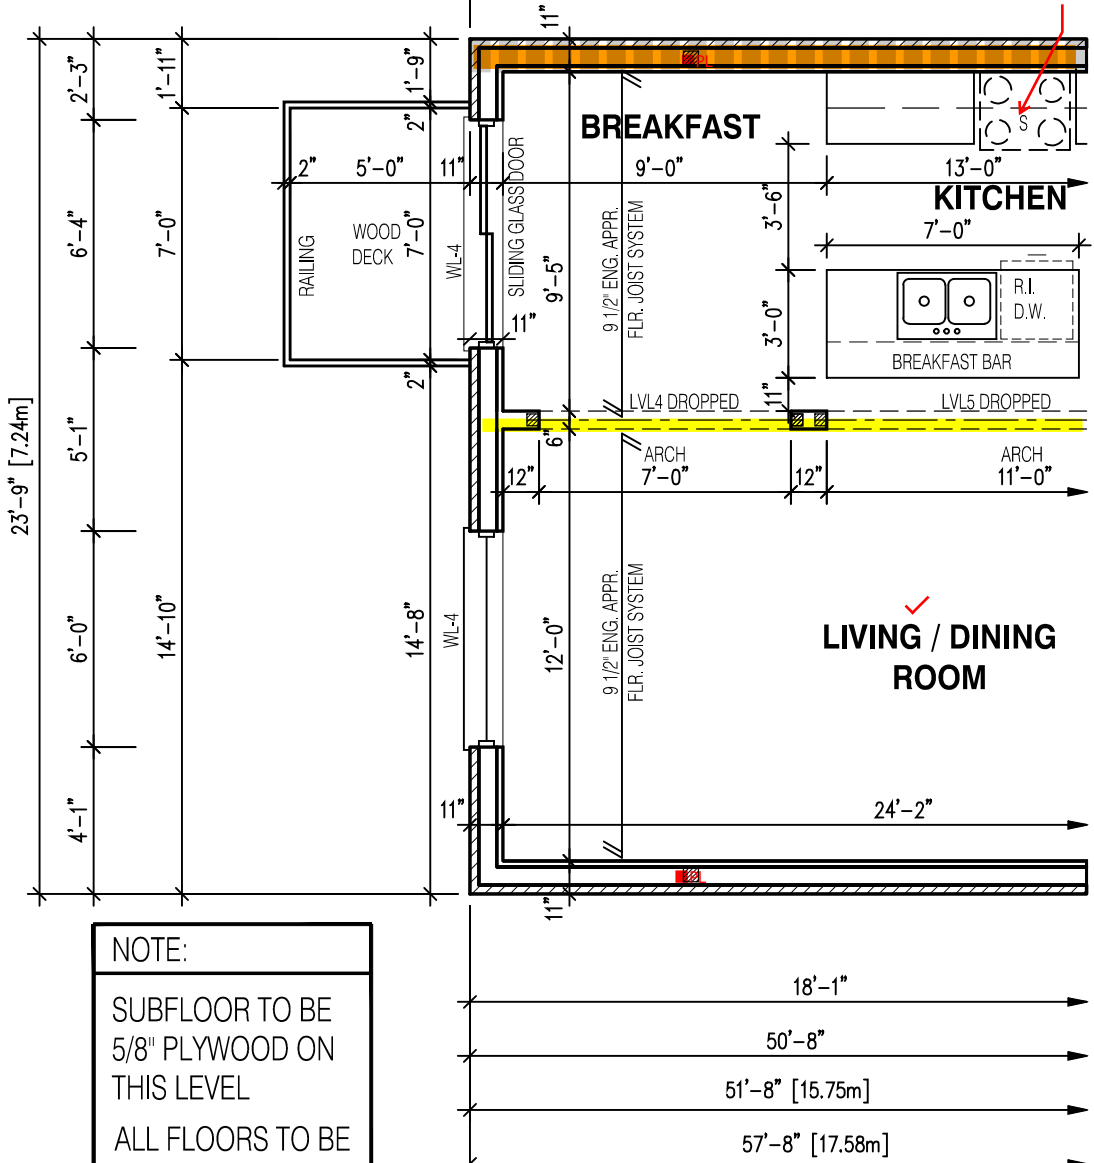 11"
2'-3"
1'-11"
1'-9"
PL
BREAKFAST
S
2"
2"
5'-0"
11"
9'-0"
13'-0"
KITCHEN
SLIDING GLASS DOOR
3'-6"
7'-0"
6'-4"
7'-0"
7'-0"
WOOD
DECK
RAILING
WL-4
9 1/2" ENG. APPR.
FLR. JOIST SYSTEM
9'-5"
R.I.
D.W.
11"
3'-0"
BREAKFAST BAR
2"
11"
LVL4 DROPPED
LVL5 DROPPED
23'-9" [7.24m]
5'-1"
6"
ARCH
ARCH
12"
7'-0"
12"
11'-0"
6'-0"
14'-10"
14'-8"
WL-4
12'-0"
9 1/2" ENG. APPR.
FLR. JOIST SYSTEM
LIVING / DINING
ROOM
4'-1"
11"
24'-2"
11"
NOTE:
SUBFLOOR TO BE
5/8" PLYWOOD ON
THIS LEVEL
ALL FLOORS TO BE
18'-1"
50'-8"
51'-8" [15.75m]
57'-8" [17.58m]